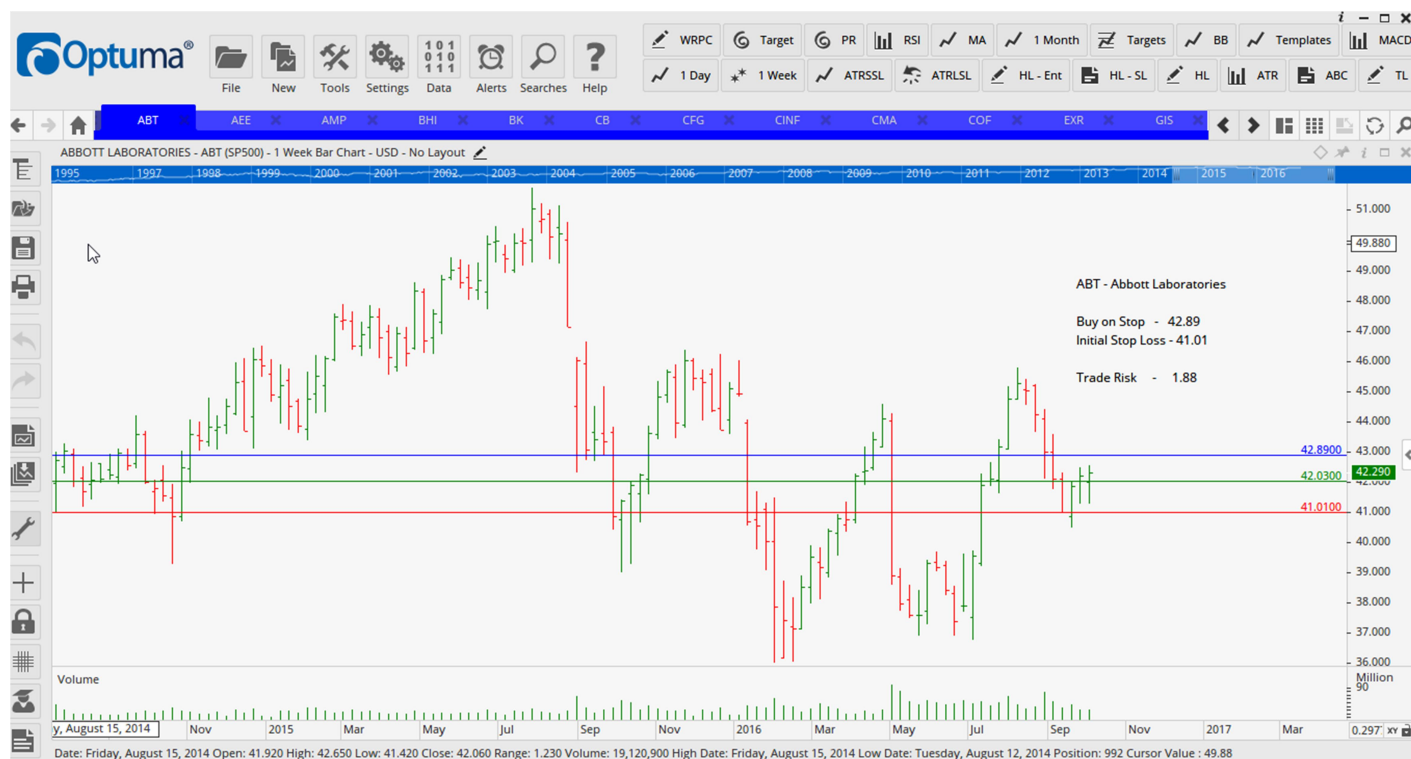 i
Optuma®
File New Tools Settings Data Alerts Searches Help
101
010
111
WRPC Target PR RSI MA 1 Month Targets BB Templates MACD
1 Day 1 Week ATRSSL ATRLSL HL - Ent HL - SL HL ATR ABC TL
ABT AEE AMP BHI BK CB CFG CINF CMA COF EXR GIS
ABBOTT LABORATORIES - ABT (SP500) - 1 Week Bar Chart - USD - No Layout
1995 1997 1998 1999 2000 2001 2002 2003 2004 2005 2006 2007 2008 2009 2010 2011 2012 2013 2014 2015 2016
51.000
49.880
49.000
ABT - Abbott Laboratories
48.000
Buy on Stop - 42.89
47.000
Initial Stop Loss - 41.01
46.000
Trade Risk - 1.88
45.000
44.000
42.8900 43.000
42.0300 42.290
42.000
41.0100 41.000
40.000
39.000
38.000
37.000
36.000
Volume Million
90
y, August 15, 2014 Nov 2015 Mar May Jul Sep Nov 2016 Mar May Jul Sep Nov 2017 Mar 0.297 XY
Date: Friday, August 15, 2014 Open: 41.920 High: 42.650 Low: 41.420 Close: 42.060 Range: 1.230 Volume: 19,120,900 High Date: Friday, August 15, 2014 Low Date: Tuesday, August 12, 2014 Position: 992 Cursor Value : 49.88